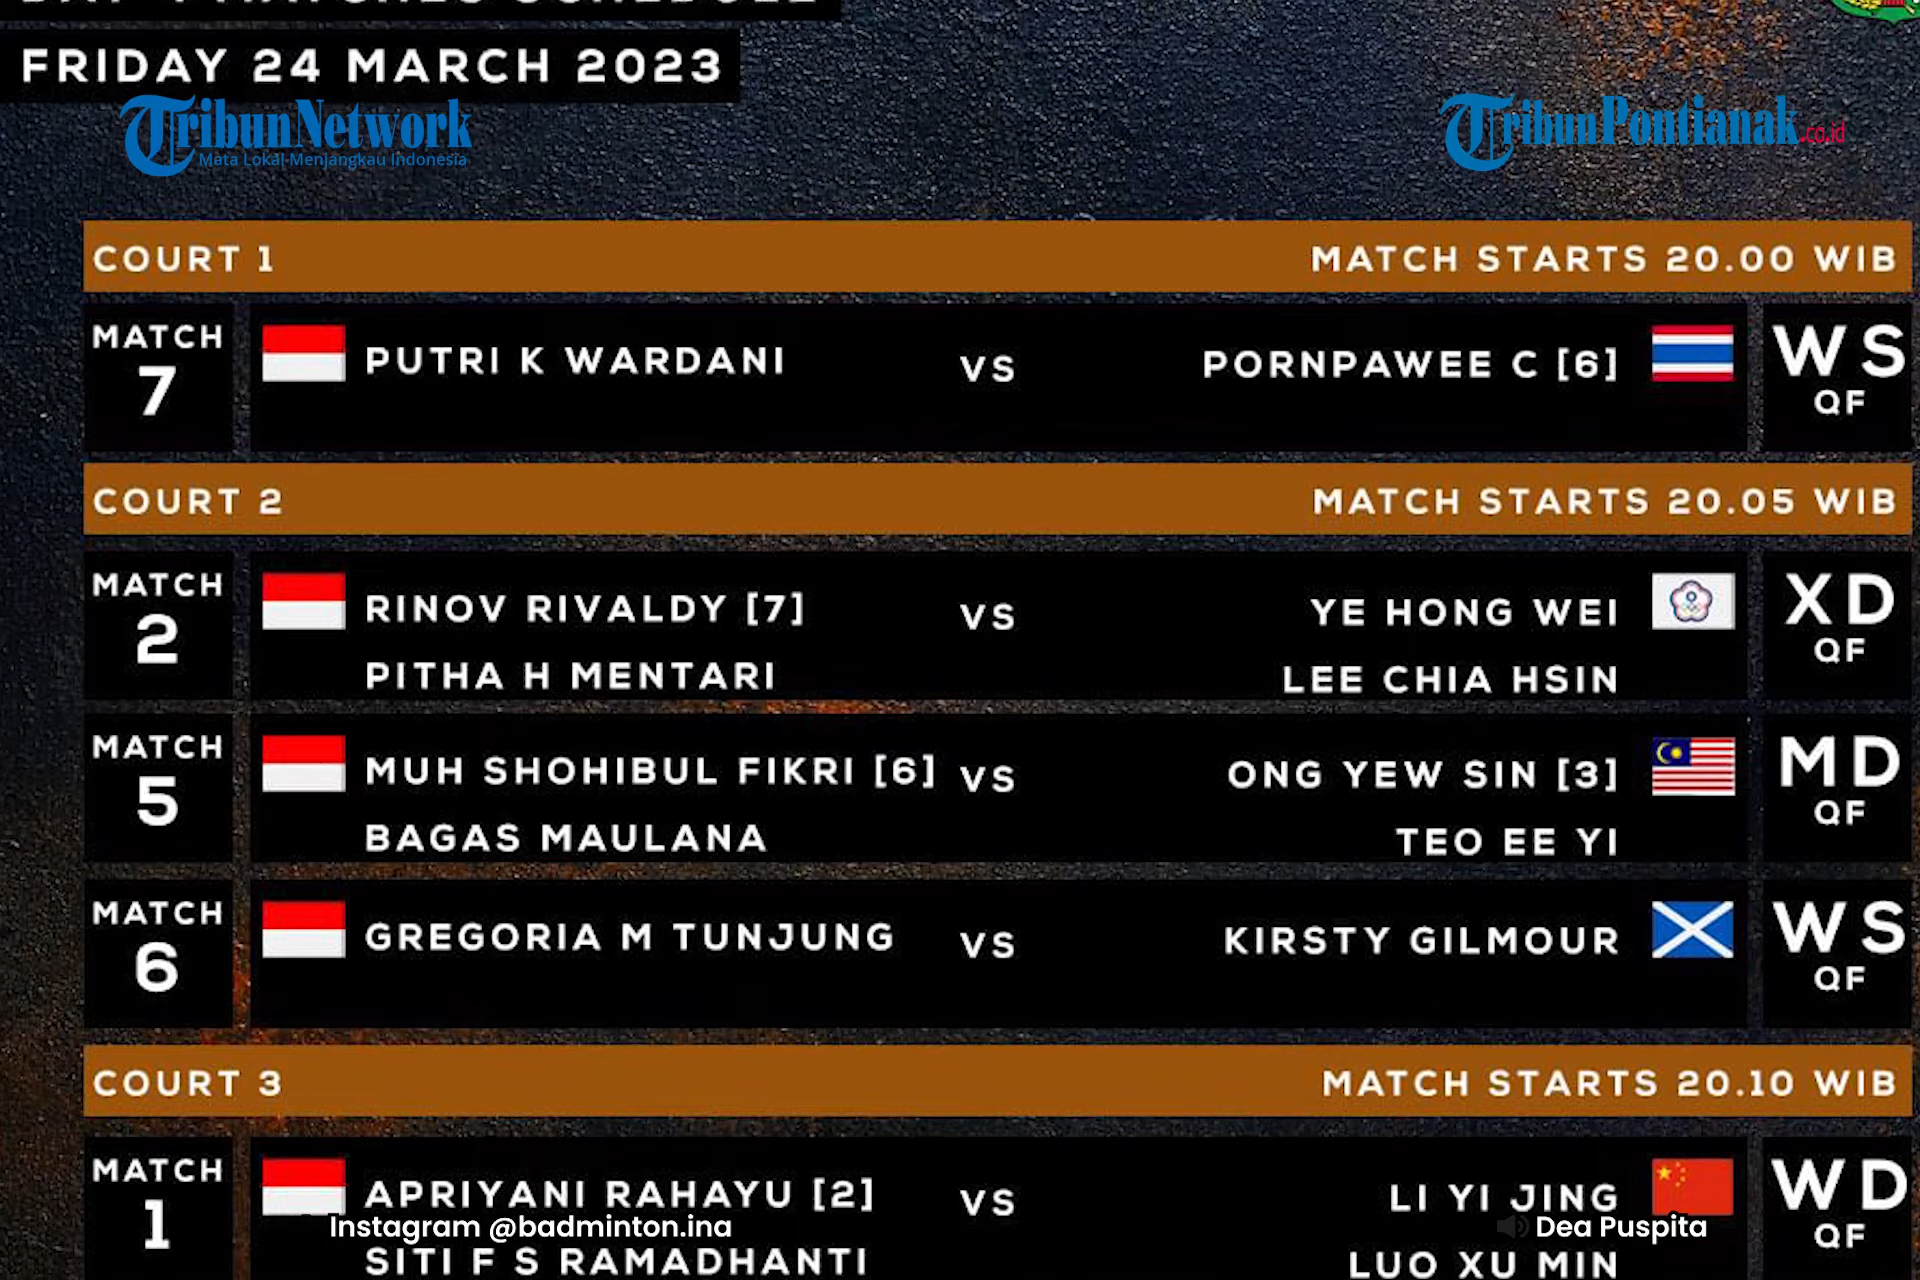 DAY 4 MATCHES SCHEDULE
FRIDAY 24 MARCH 2023
TribunNetwork
Mata Lokal Menjangkau Indonesia
TribunPontianak.co.id
COURT 1 MATCH STARTS 20.00 WIB
MATCH 7 PUTRI K WARDANI VS PORNPAWEE C [6] WS QF
COURT 2 MATCH STARTS 20.05 WIB
MATCH 2 RINOV RIVALDY [7] VS YE HONG WEI XD QF
PITHA H MENTARI LEE CHIA HSIN
MATCH 5 MUH SHOHIBUL FIKRI [6] VS ONG YEW SIN [3] MD QF
BAGAS MAULANA TEO EE YI
MATCH 6 GREGORIA M TUNJUNG VS KIRSTY GILMOUR WS QF
COURT 3 MATCH STARTS 20.10 WIB
MATCH 1 APRIYANI RAHAYU [2] VS LI YI JING WD QF
Instagram @badminton.ina Dea Puspita
SITI F S RAMADHANTI LUO XU MIN